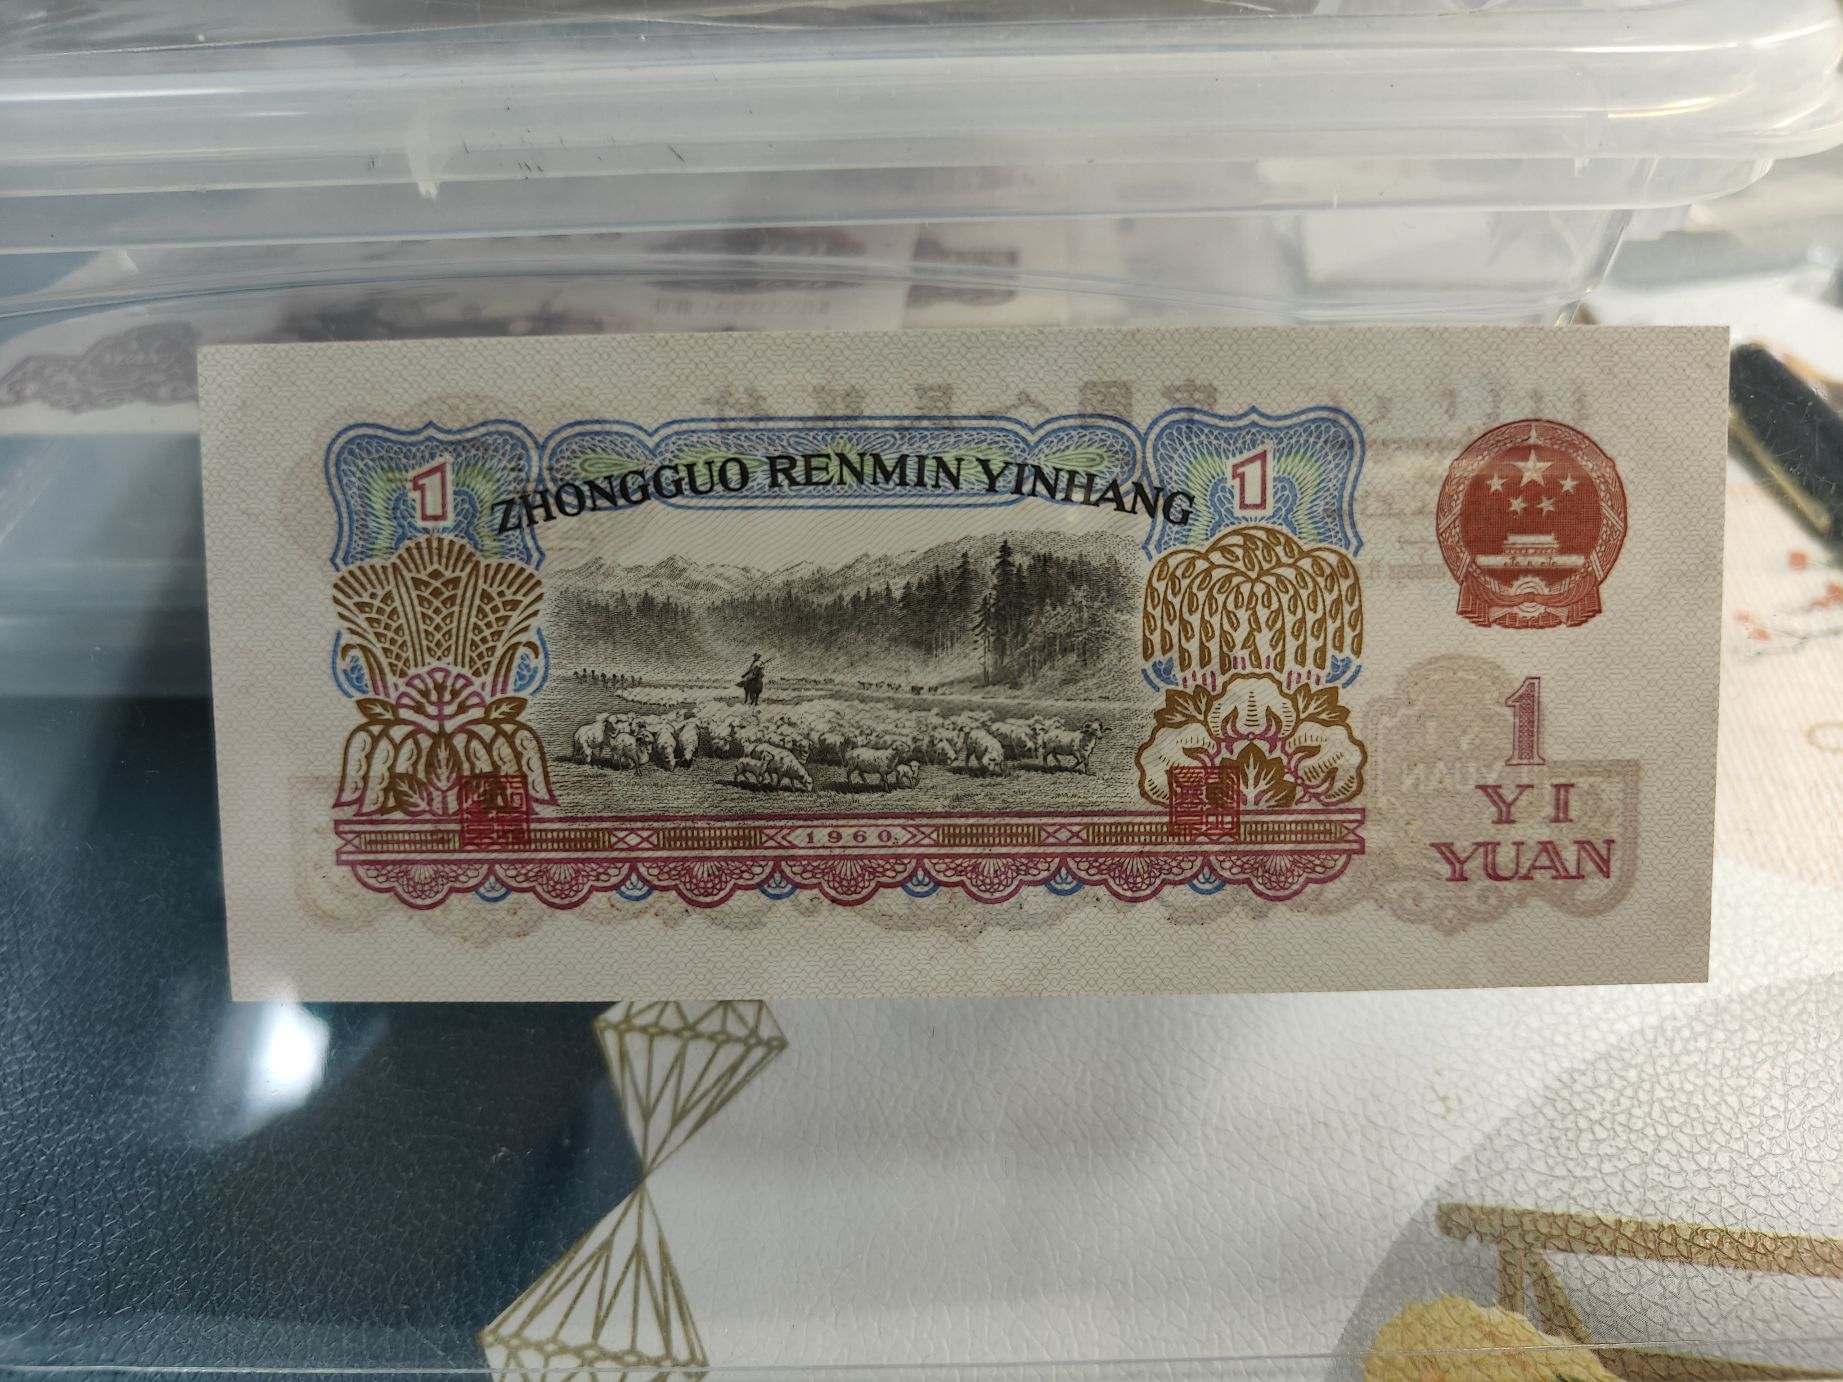 1
ZHONGGUO RENMIN YINHANG
1
1
YI
YUAN
1960